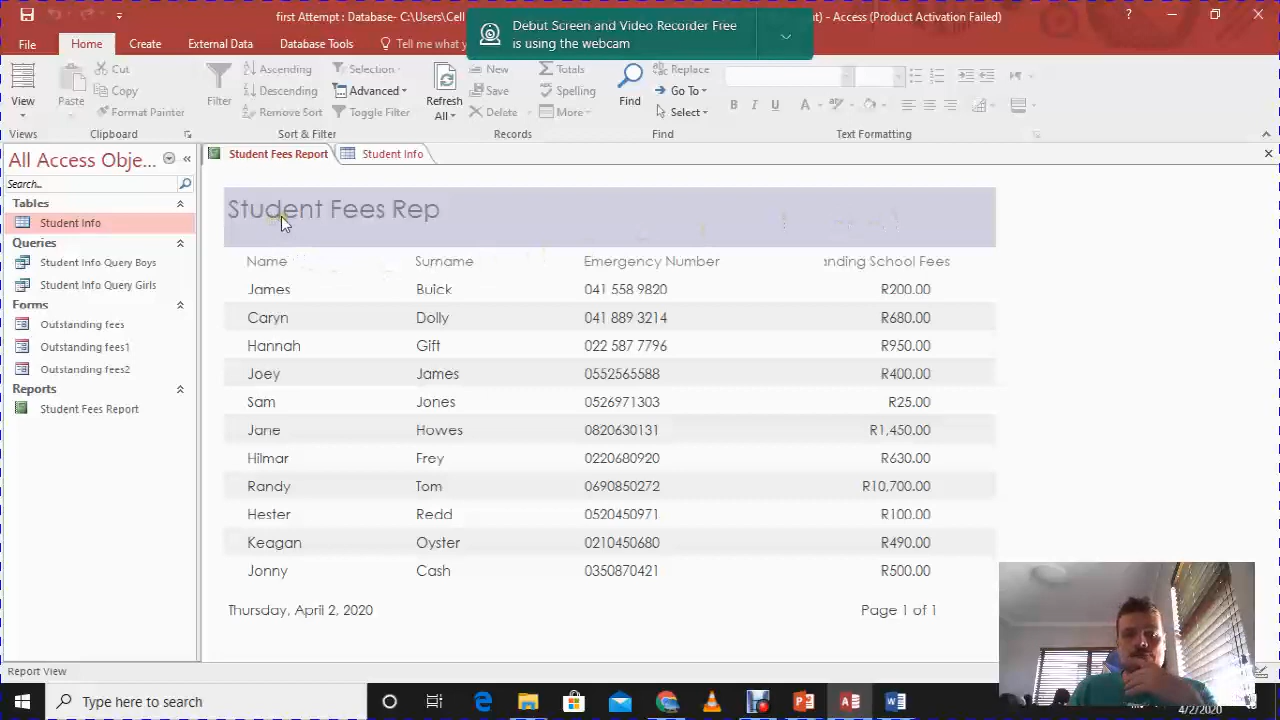 first Attempt : Database- C:\Users\Cell
t) - Access (Product Activation Failed)
Debut Screen and Video Recorder Free
is using the webcam
File Home Create External Data Database Tools Tell me what
View
Paste
Cut
Copy
Format Painter
Filter
Ascending
Descending
Remove Sort
Selection
Advanced
Toggle Filter
Refresh
All
New
Save
Delete
Totals
Spelling
More
Find
Replace
Go To
Select
B I U A
Views Clipboard Sort & Filter Records Find Text Formatting
All Access Obje...
Search...
Tables
Student Info
Queries
Student Info Query Boys
Student Info Query Girls
Forms
Outstanding fees
Outstanding fees1
Outstanding fees2
Reports
Student Fees Report
Student Fees Report Student Info
Student Fees Rep
Name Surname Emergency Number anding School Fees
James Buick 041 558 9820 R200.00
Caryn Dolly 041 889 3214 R680.00
Hannah Gift 022 587 7796 R950.00
Joey James 0552565588 R400.00
Sam Jones 0526971303 R25.00
Jane Howes 0820630131 R1,450.00
Hilmar Frey 0220680920 R630.00
Randy Tom 0690850272 R10,700.00
Hester Redd 0520450971 R100.00
Keagan Oyster 0210450680 R490.00
Jonny Cash 0350870421 R500.00
Thursday, April 2, 2020 Page 1 of 1
Report View
Type here to search
4/2/2020